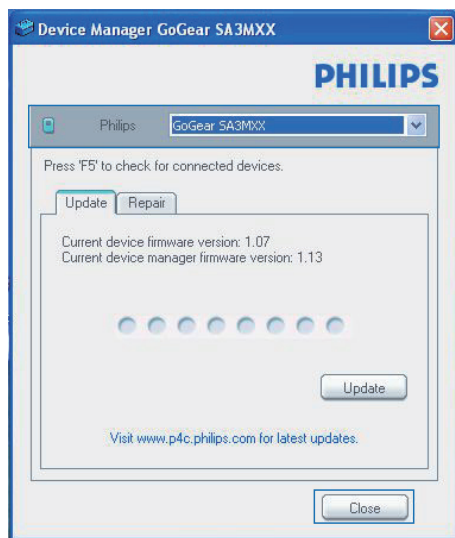 Device Manager GoGear SA3MXX
PHILIPS
Philips GoGear SA3MXX
Press 'F5' to check for connected devices.
Update Repair
Current device firmware version: 1.07
Current device manager firmware version: 1.13
Update
Visit www.p4c.philips.com for latest updates.
Close